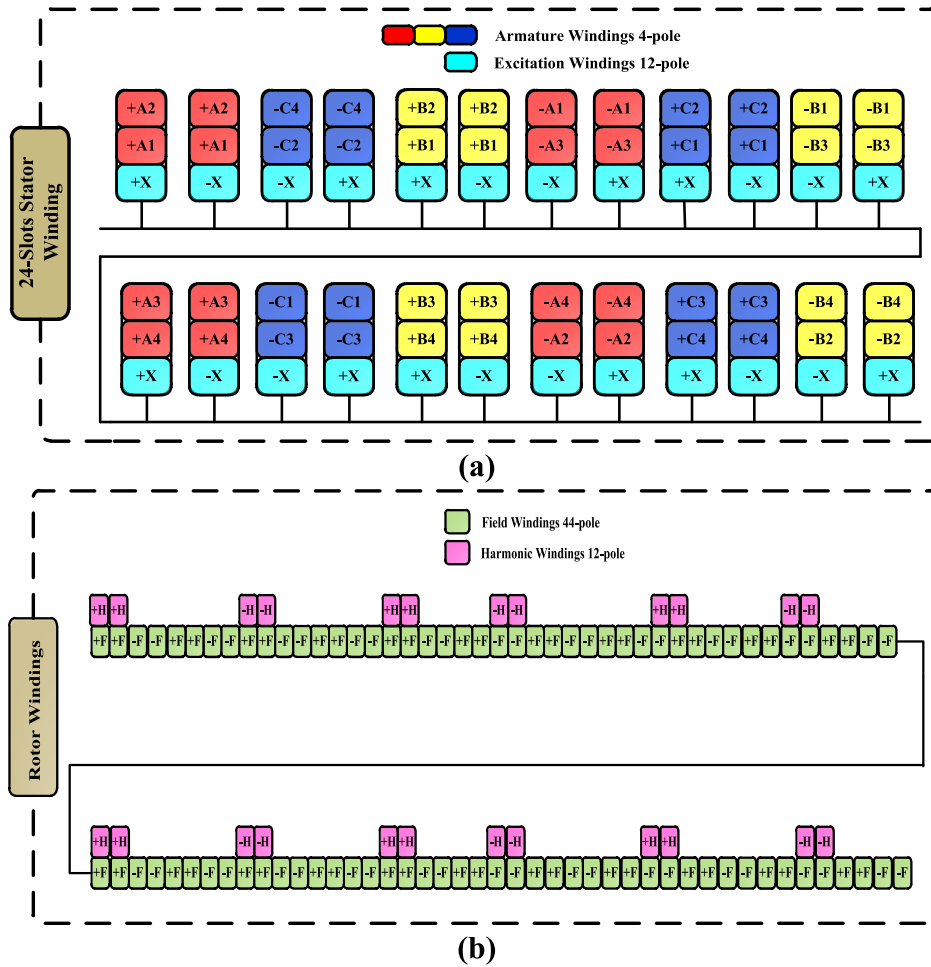 Armature Windings 4-pole
Excitation Windings 12-pole
24-Slots Stator Winding
+A2 +A2 -C4 -C4 +B2 +B2 -A1 -A1 +C2 +C2 -B1 -B1
+A1 +A1 -C2 -C2 +B1 +B1 -A3 -A3 +C1 +C1 -B3 -B3
+X -X -X +X +X -X -X +X +X -X -X +X
+A3 +A3 -C1 -C1 +B3 +B3 -A4 -A4 +C3 +C3 -B4 -B4
+A4 +A4 -C3 -C3 +B4 +B4 -A2 -A2 +C4 +C4 -B2 -B2
+X -X -X +X +X -X -X +X +X -X -X +X
(a)
Field Windings 44-pole
Harmonic Windings 12-pole
Rotor Windings
+H +H -H -H +H +H -H -H +H +H -H -H
+F +F -F -F +F +F -F -F +F +F -F -F +F +F -F -F +F +F -F -F +F +F -F -F +F +F -F -F +F +F -F -F +F +F -F -F +F +F -F -F +F +F -F -F
+H +H -H -H +H +H -H -H +H +H -H -H
+F +F -F -F +F +F -F -F +F +F -F -F +F +F -F -F +F +F -F -F +F +F -F -F +F +F -F -F +F +F -F -F +F +F -F -F +F +F -F -F +F +F -F -F
(b)